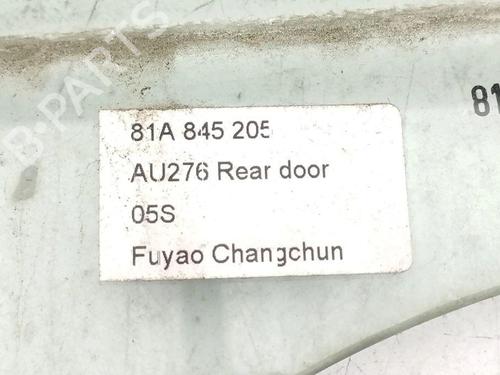 B-PARTS
81
81A 845 205
AU276 Rear door
05S
Fuyao Changchun